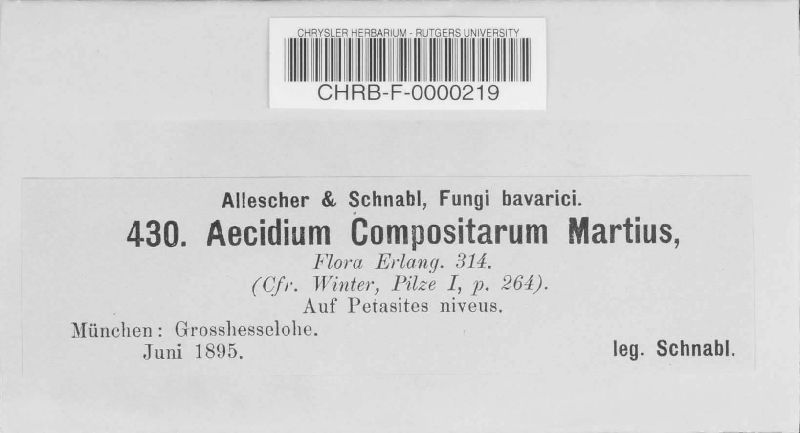 CHRYSLER HERBARIUM - RUTGERS UNIVERSITY
CHRB-F-0000219
Allescher & Schnabl, Fungi bavarici.
430. Aecidium Compositarum Martius,
Flora Erlang. 314.
(Cfr. Winter, Pilze I, p. 264).
Auf Petasites niveus.
München: Grosshesselohe.
Juni 1895.
leg. Schnabl.